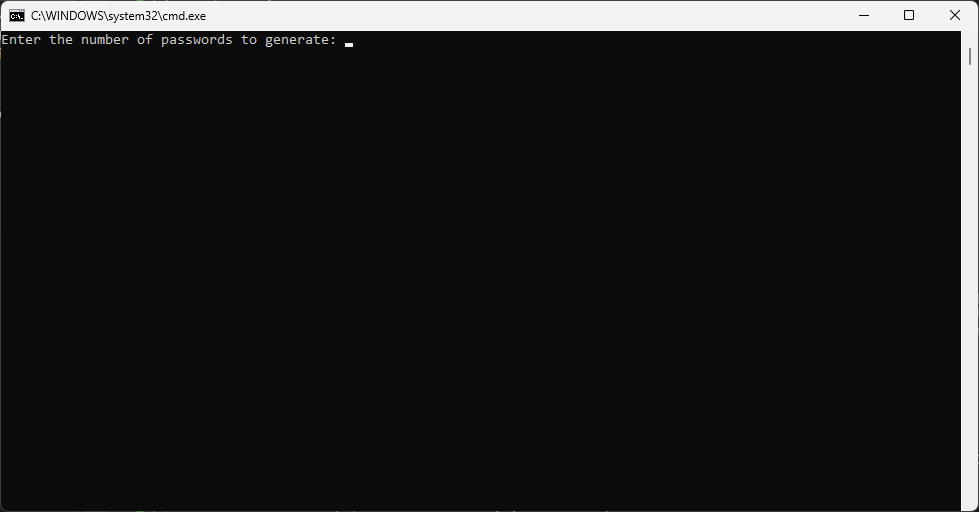 C:\WINDOWS\system32\cmd.exe
Enter the number of passwords to generate: